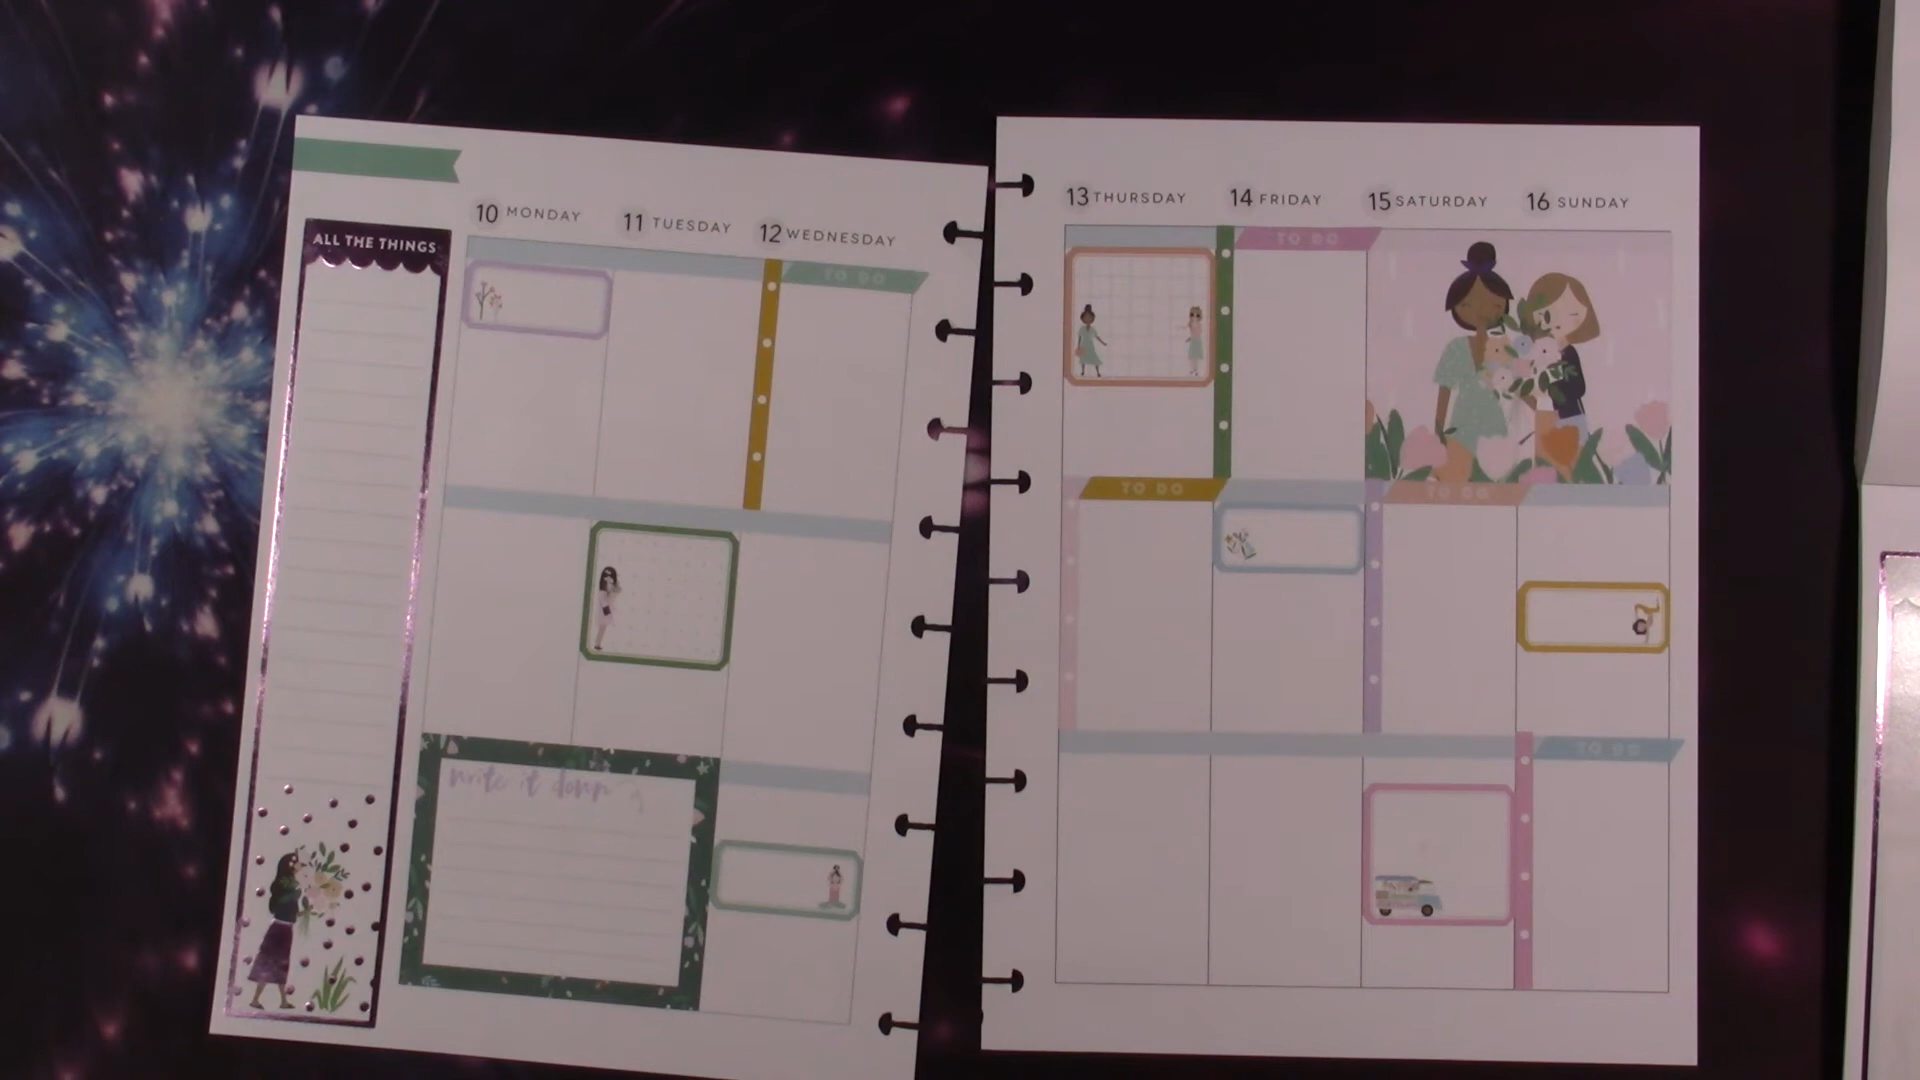 ALL THE THINGS
10 MONDAY
11 TUESDAY
12 WEDNESDAY
TO DO
write it down
13 THURSDAY
14 FRIDAY
15 SATURDAY
16 SUNDAY
TO DO
TO DO
TO DO
TO DO